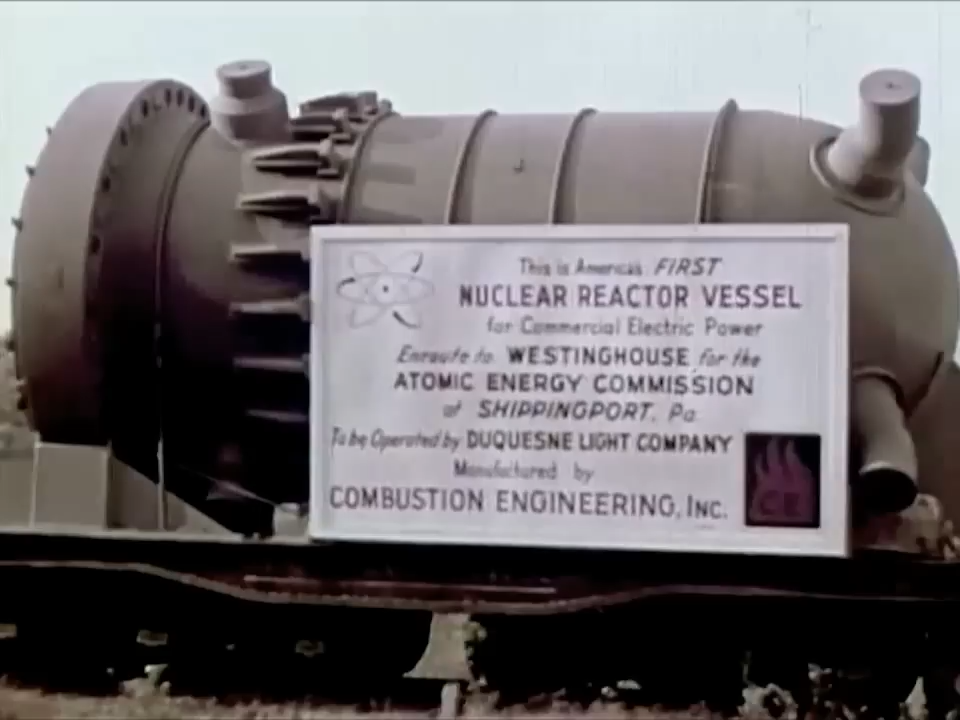 This is America's FIRST
NUCLEAR REACTOR VESSEL
for Commercial Electric Power
Enroute to WESTINGHOUSE for the
ATOMIC ENERGY COMMISSION
at SHIPPINGPORT, Pa
To be Operated by DUQUESNE LIGHT COMPANY
Manufactured by
COMBUSTION ENGINEERING, INC.
CE